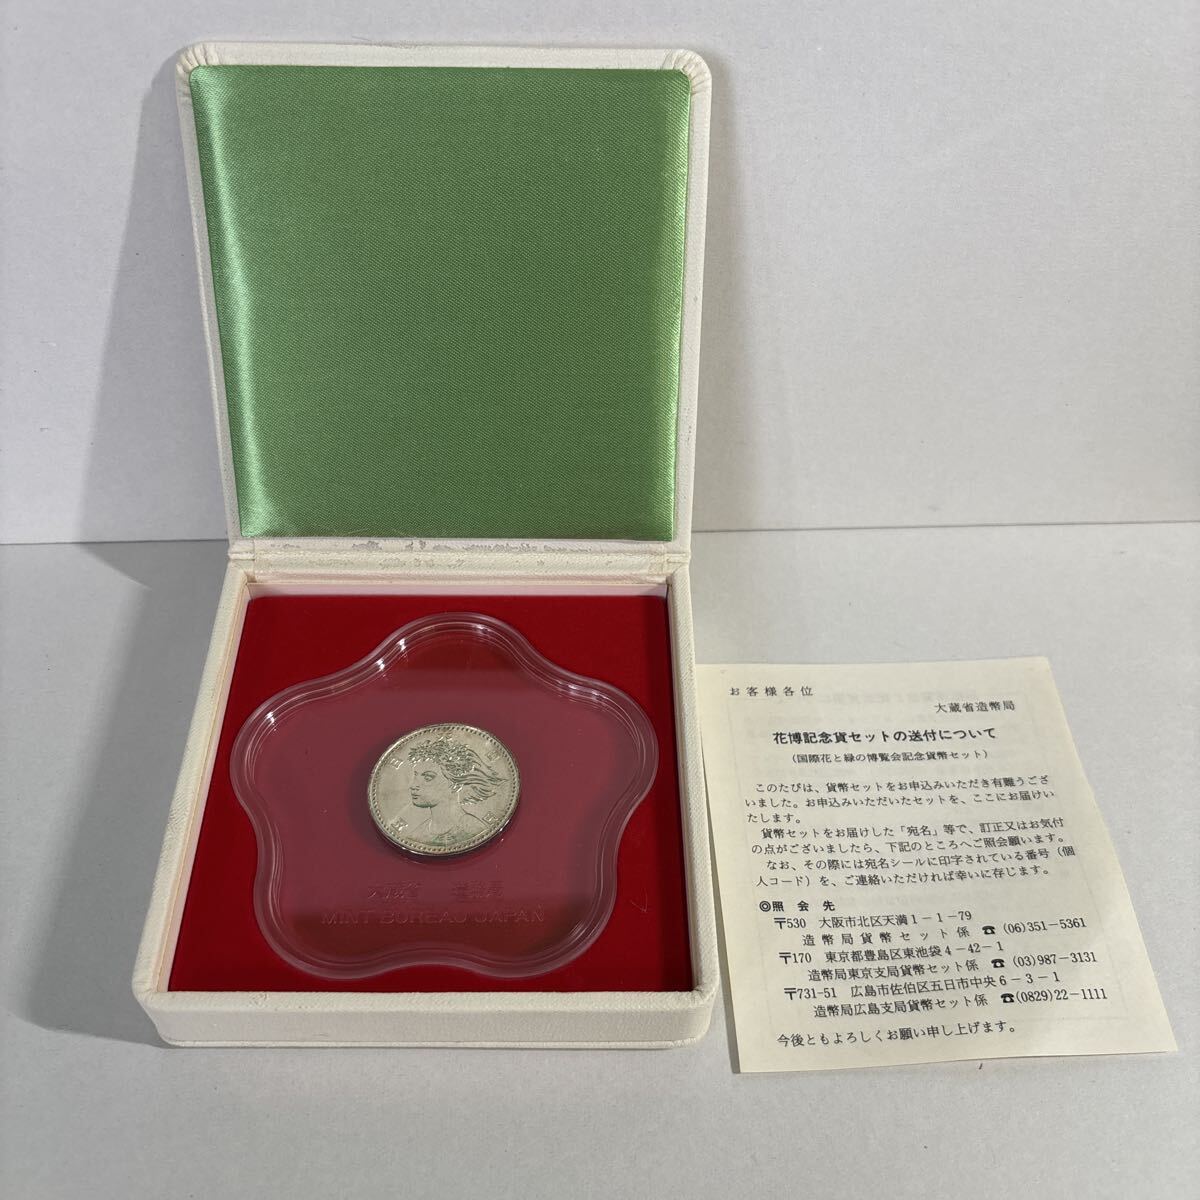 日本国
大蔵省 造幣局
MINT BUREAU JAPAN
お客様各位
大蔵省造幣局
花博記念貨セットの送付について
(国際花と緑の博覧会記念貨幣セット)
このたびは、貨幣セットをお申込みいただき有難うござ
いました。お申込みいただいたセットを、ここにお届けい
たします。
貨幣セットをお届けした「宛名」等で、訂正又はお気付
の点がございましたら、下記のところへご照会願います。
なお、その際には宛名シールに印字されている番号(個
人コード)を、ご連絡いただければ幸いに存じます。
◎照会先
〒530 大阪市北区天満1-1-79
造幣局貨幣セット係 ☎(06)351-5361
〒170 東京都豊島区東池袋4-42-1
造幣局東京支局貨幣セット係 ☎(03)987-3131
〒731-51 広島市佐伯区五日市中央6-3-1
造幣局広島支局貨幣セット係 ☎(0829)22-1111
今後ともよろしくお願い申し上げます。